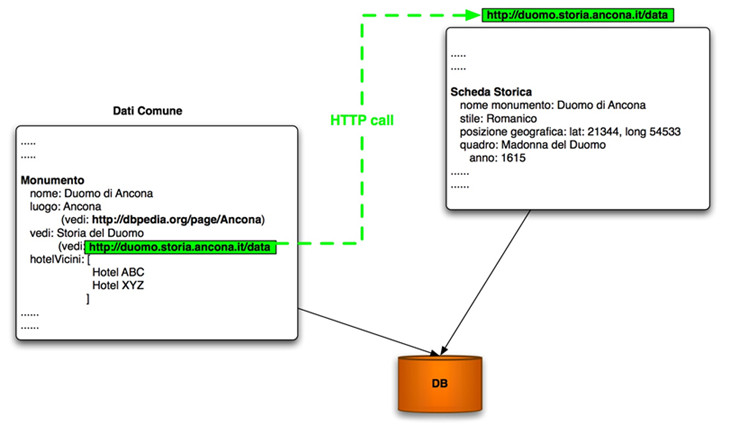 http://duomo.storia.ancona.it/data
.....
.....
Scheda Storica
nome monumento: Duomo di Ancona
stile: Romanico
posizione geografica: lat: 21344, long 54533
quadro: Madonna del Duomo
anno: 1615
......
......
HTTP call
Dati Comune
.....
.....
Monumento
nome: Duomo di Ancona
luogo: Ancona
(vedi: http://dbpedia.org/page/Ancona)
vedi: Storia del Duomo
(vedi: http://duomo.storia.ancona.it/data
hotelVicini: [
Hotel ABC
Hotel XYZ
]
......
......
DB